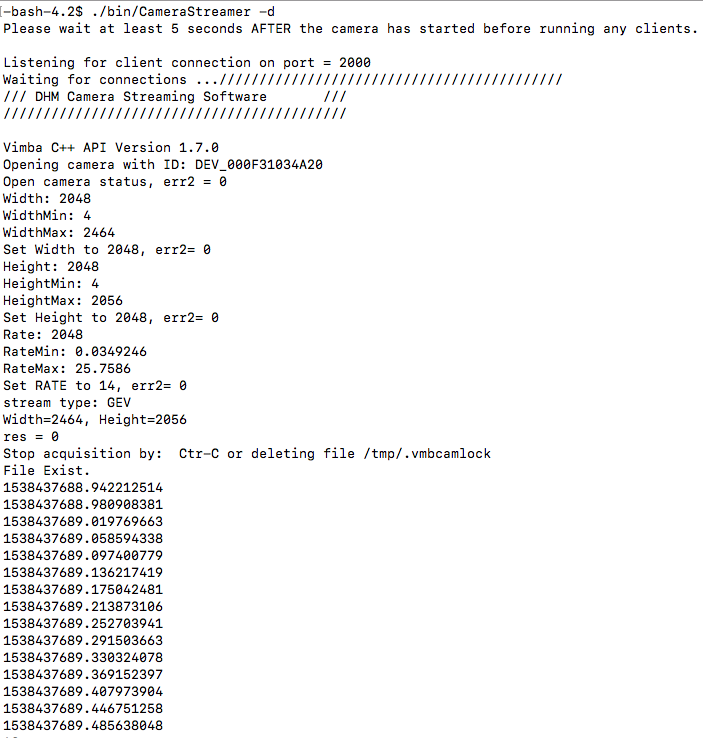 [-bash-4.2$ ./bin/CameraStreamer -d
Please wait at least 5 seconds AFTER the camera has started before running any clients.
Listening for client connection on port = 2000
Waiting for connections ...///////////////////////////////////////////
/// DHM Camera Streaming Software       ///
///////////////////////////////////////////
Vimba C++ API Version 1.7.0
Opening camera with ID: DEV_000F31034A20
Open camera status, err2 = 0
Width: 2048
WidthMin: 4
WidthMax: 2464
Set Width to 2048, err2= 0
Height: 2048
HeightMin: 4
HeightMax: 2056
Set Height to 2048, err2= 0
Rate: 2048
RateMin: 0.0349246
RateMax: 25.7586
Set RATE to 14, err2= 0
stream type: GEV
Width=2464, Height=2056
res = 0
Stop acquisition by:  Ctr-C or deleting file /tmp/.vmbcamlock
File Exist.
1538437688.942212514
1538437688.980908381
1538437689.019769663
1538437689.058594338
1538437689.097400779
1538437689.136217419
1538437689.175042481
1538437689.213873106
1538437689.252703941
1538437689.291503663
1538437689.330324078
1538437689.369152397
1538437689.407973904
1538437689.446751258
1538437689.485638048